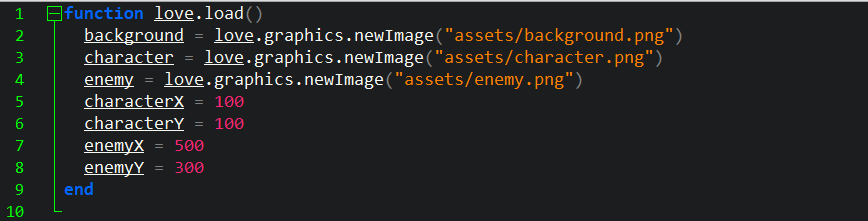 1 function love.load()
2 background = love.graphics.newImage("assets/background.png")
3 character = love.graphics.newImage("assets/character.png")
4 enemy = love.graphics.newImage("assets/enemy.png")
5 characterX = 100
6 characterY = 100
7 enemyX = 500
8 enemyY = 300
9 end
10